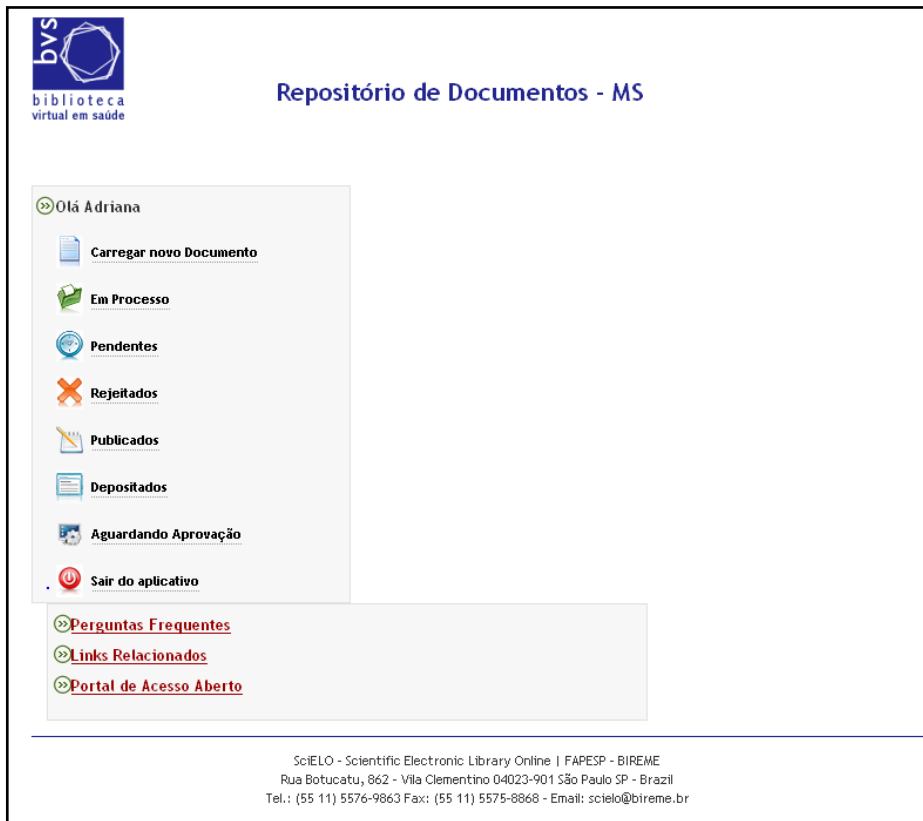 bvs
biblioteca
virtual em saúde
Repositório de Documentos - MS
Olá Adriana
Carregar novo Documento
Em Processo
Pendentes
Rejeitados
Publicados
Depositados
Aguardando Aprovação
Sair do aplicativo
Perguntas Frequentes
Links Relacionados
Portal de Acesso Aberto
SciELO - Scientific Electronic Library Online | FAPESP - BIREME
Rua Botucatu, 862 - Vila Clementino 04023-901 São Paulo SP - Brazil
Tel.: (55 11) 5576-9863 Fax: (55 11) 5575-8868 - Email: scielo@bireme.br